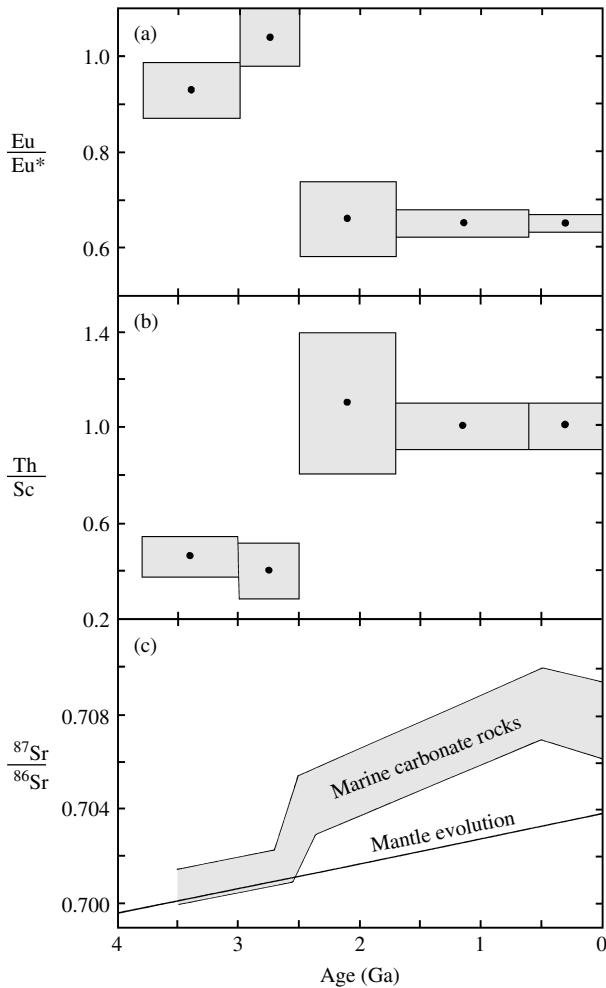 (a)
1.0
0.8
0.6
Eu
Eu*
(b)
1.4
1.0
0.6
0.2
Th
Sc
(c)
0.708
0.704
0.700
⁸⁷Sr
⁸⁶Sr
Marine carbonate rocks
Mantle evolution
4 3 2 1 0
Age (Ga)